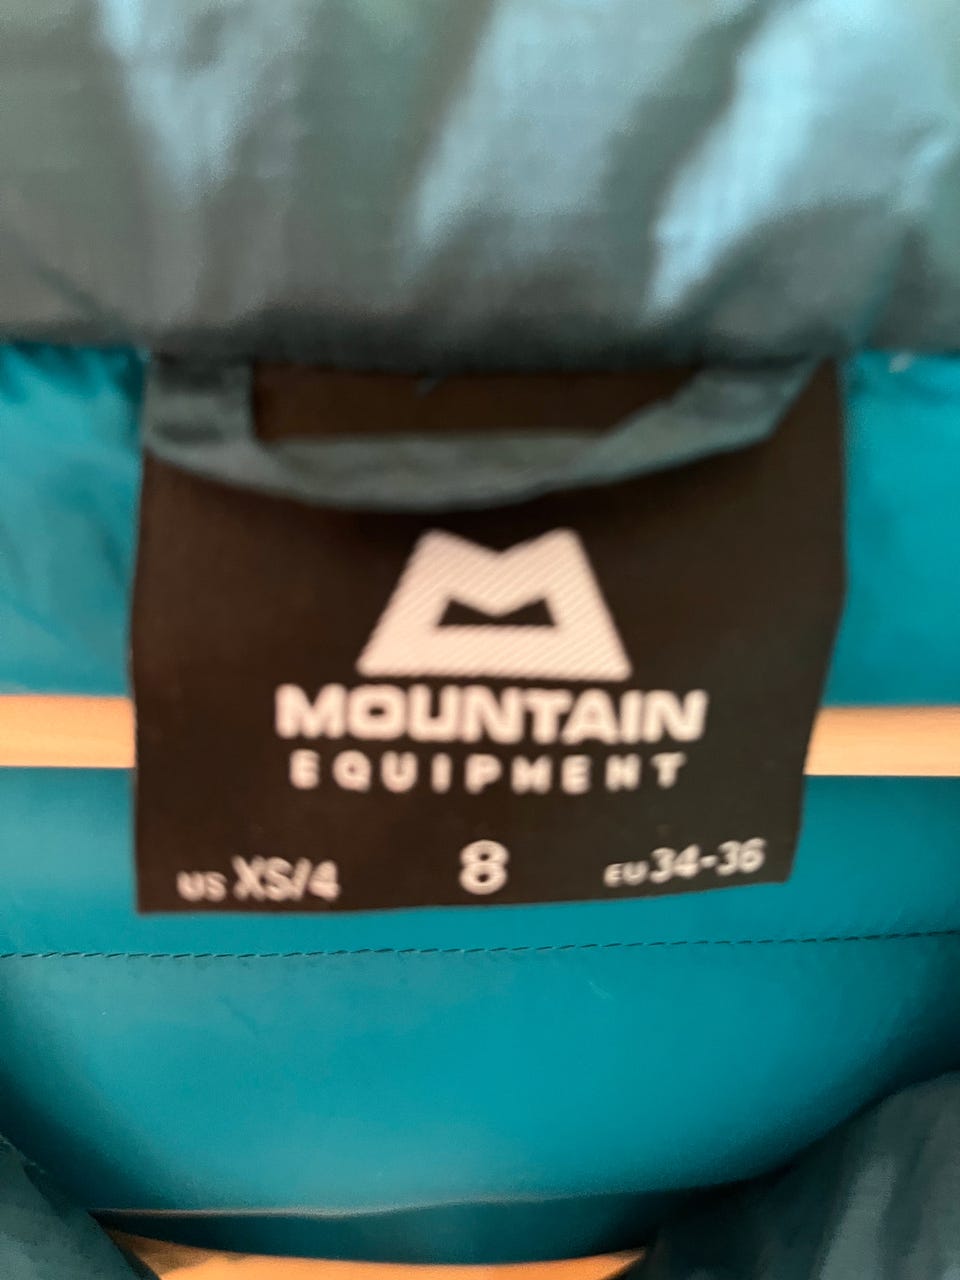 MOUNTAIN
EQUIPMENT
US XS/4 8 EU 34-36